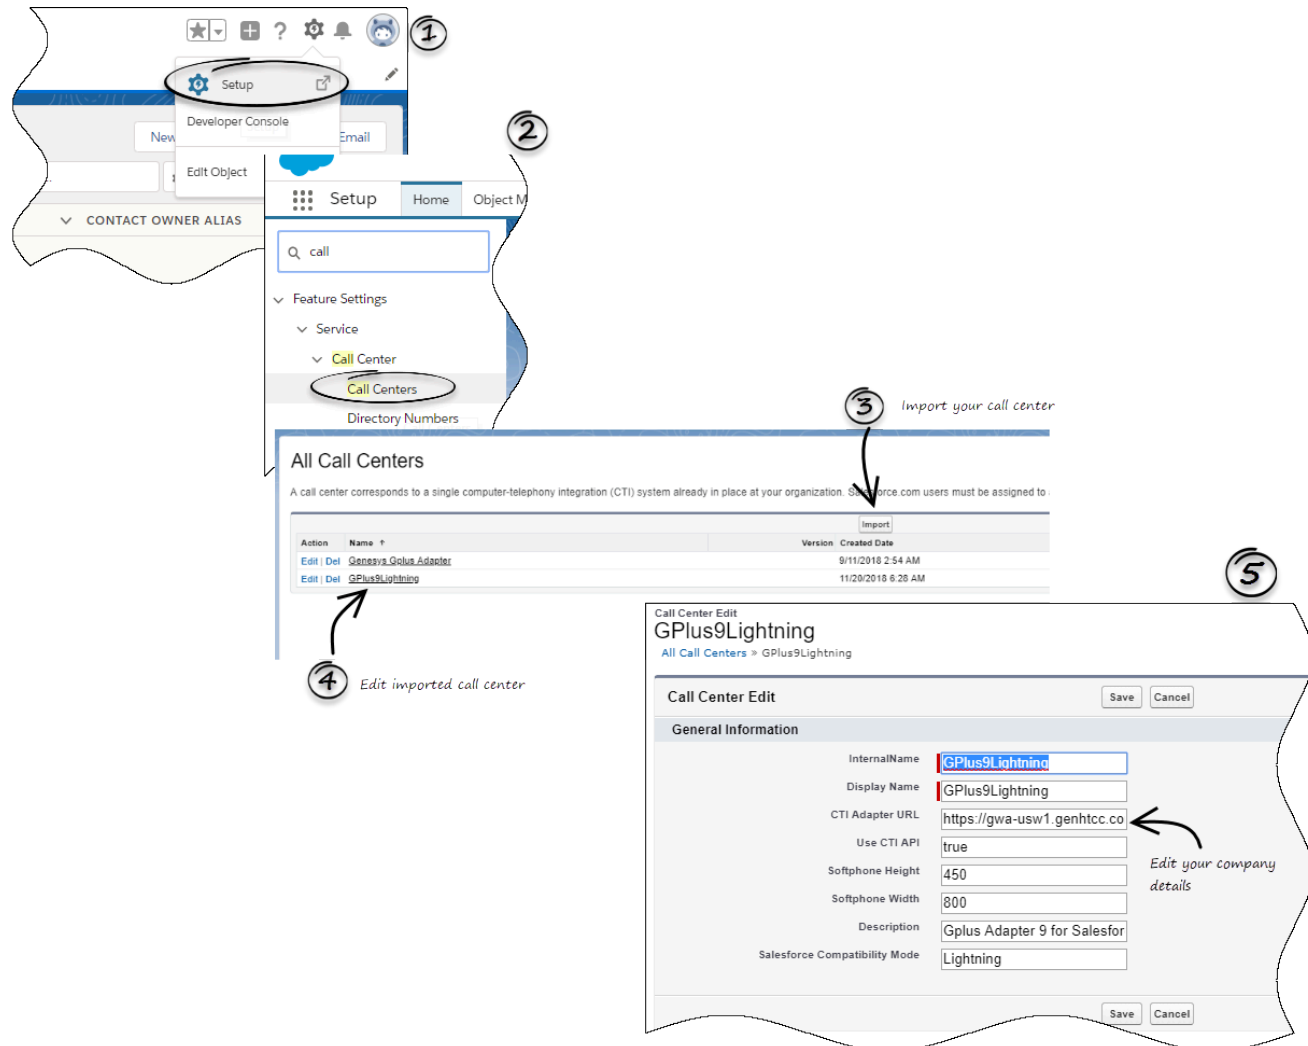 1
Setup
Developer Console
New
Email
Edit Object
CONTACT OWNER ALIAS
2
Setup Home Object M
call
Feature Settings
Service
Call Center
Call Centers
Directory Numbers
3 Import your call center
All Call Centers
A call center corresponds to a single computer-telephony integration (CTI) system already in place at your organization. Salesforce.com users must be assigned to
Import
Action Name ↑ Version Created Date
Edit | Del Genesys Gplus Adapter 9/11/2018 2:54 AM
Edit | Del GPlus9Lightning 11/20/2018 6:28 AM
4 Edit imported call center
5
Call Center Edit
GPlus9Lightning
All Call Centers » GPlus9Lightning
Call Center Edit Save Cancel
General Information
InternalName GPlus9Lightning
Display Name GPlus9Lightning
CTI Adapter URL https://gwa-usw1.genhtcc.co
Use CTI API true
Softphone Height 450
Softphone Width 800
Description Gplus Adapter 9 for Salesfor
Salesforce Compatibility Mode Lightning
Edit your company
details
Save Cancel